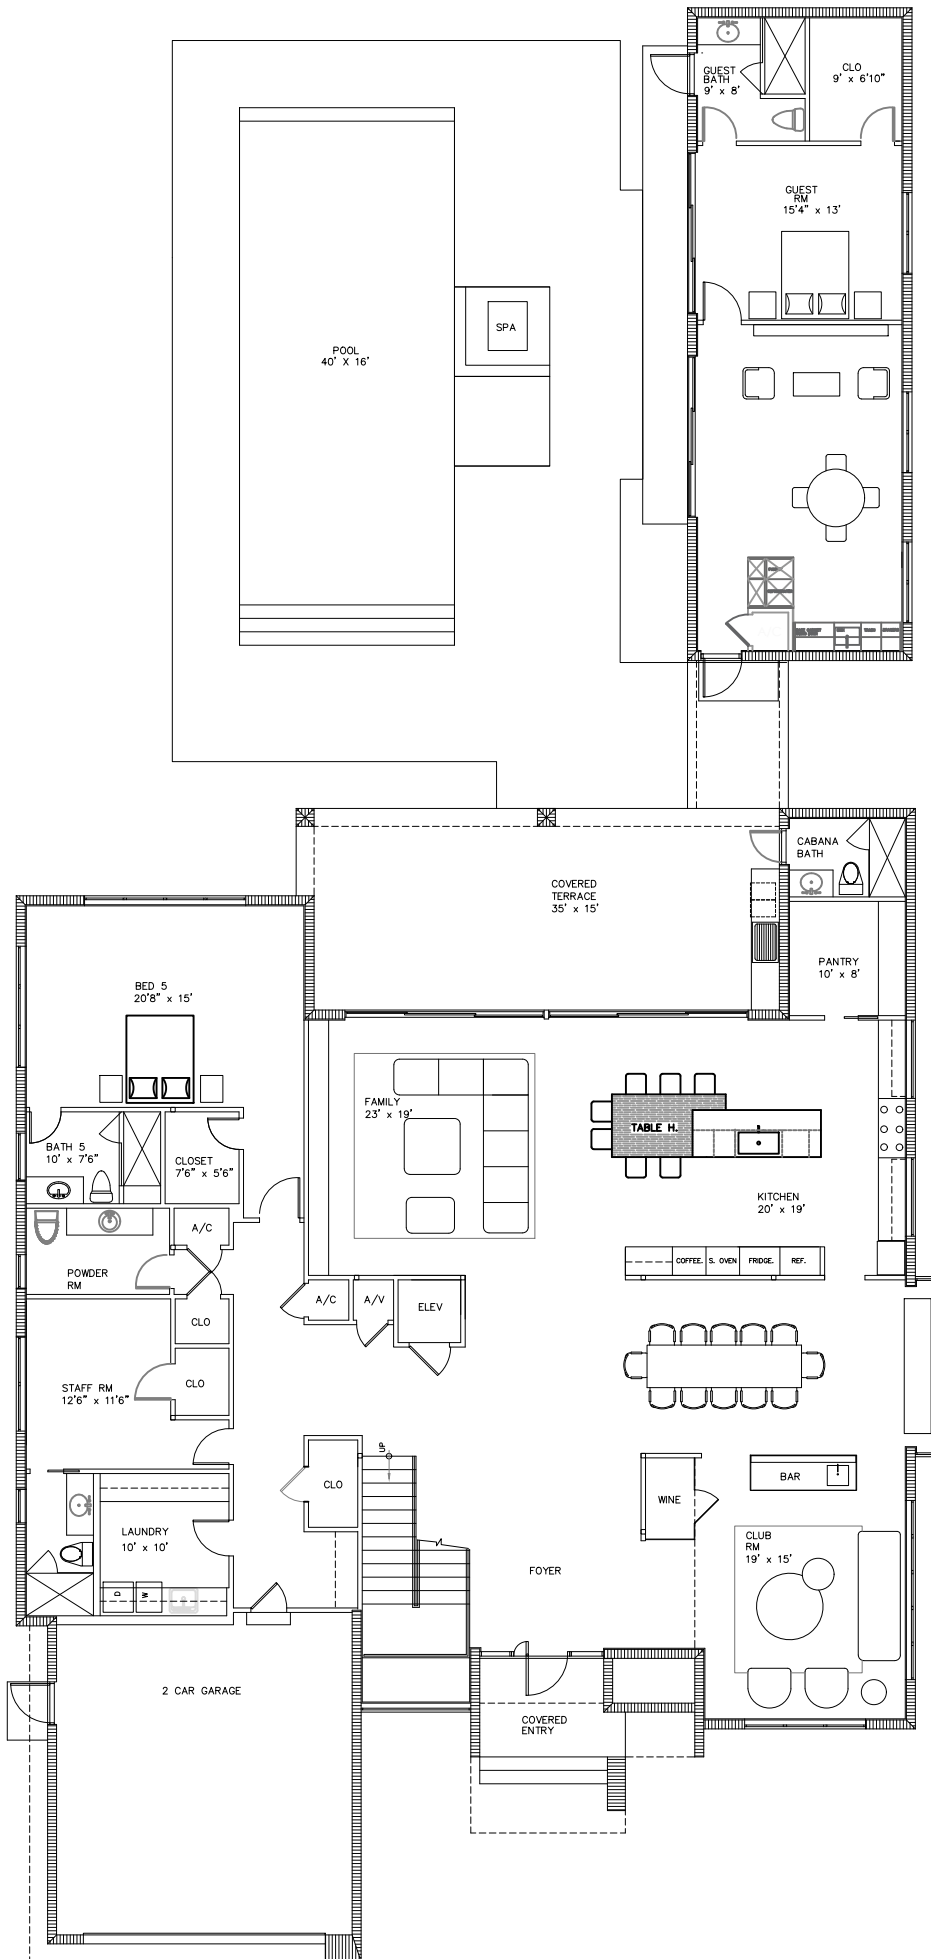 GUEST
BATH
9' x 8'
CLO
9' x 6'10"
GUEST
RM
15'4" x 13'
SPA
POOL
40' X 16'
CABANA
BATH
COVERED
TERRACE
35' x 15'
PANTRY
10' x 8'
BED 5
20'8" x 15'
FAMILY
23' x 19'
TABLE H.
BATH 5
10' x 7'6"
CLOSET
7'6" x 5'6"
KITCHEN
20' x 19'
A/C
COFFEE.
S. OVEN
FRIDGE.
REF.
POWDER
RM
A/C
A/V
ELEV
CLO
STAFF RM
12'6" x 11'6"
CLO
UP
CLO
BAR
WINE
LAUNDRY
10' x 10'
CLUB
RM
19' x 15'
FOYER
D
W
2 CAR GARAGE
COVERED
ENTRY